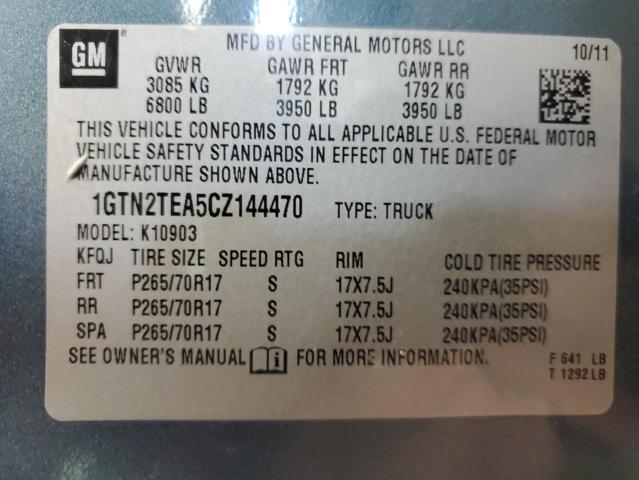 GM ®
MFD BY GENERAL MOTORS LLC 10/11
GVWR GAWR FRT GAWR RR
3085 KG 1792 KG 1792 KG
6800 LB 3950 LB 3950 LB
THIS VEHICLE CONFORMS TO ALL APPLICABLE U.S. FEDERAL MOTOR
VEHICLE SAFETY STANDARDS IN EFFECT ON THE DATE OF
MANUFACTURE SHOWN ABOVE.
1GTN2TEA5CZ144470 TYPE: TRUCK
MODEL: K10903
KFQJ TIRE SIZE SPEED RTG RIM COLD TIRE PRESSURE
FRT P265/70R17 S 17X7.5J 240KPA(35PSI)
RR P265/70R17 S 17X7.5J 240KPA(35PSI)
SPA P265/70R17 S 17X7.5J 240KPA(35PSI)
SEE OWNER'S MANUAL FOR MORE INFORMATION. F 641 LB
T 1292 LB